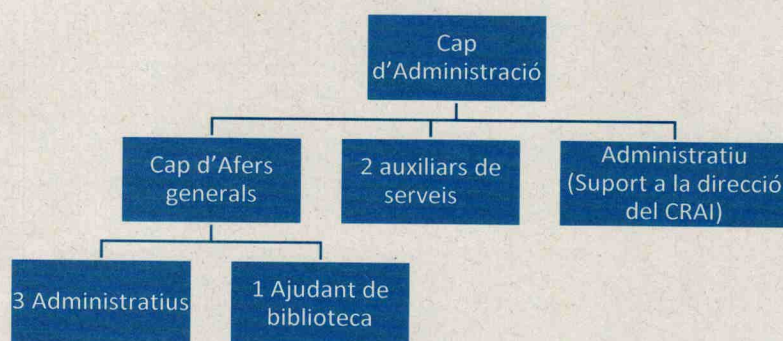 Cap
d'Administració
Cap d'Afers
generals
2 auxiliars de
serveis
Administratiu
(Suport a la direcció
del CRAI)
3 Administratius
1 Ajudant de
biblioteca